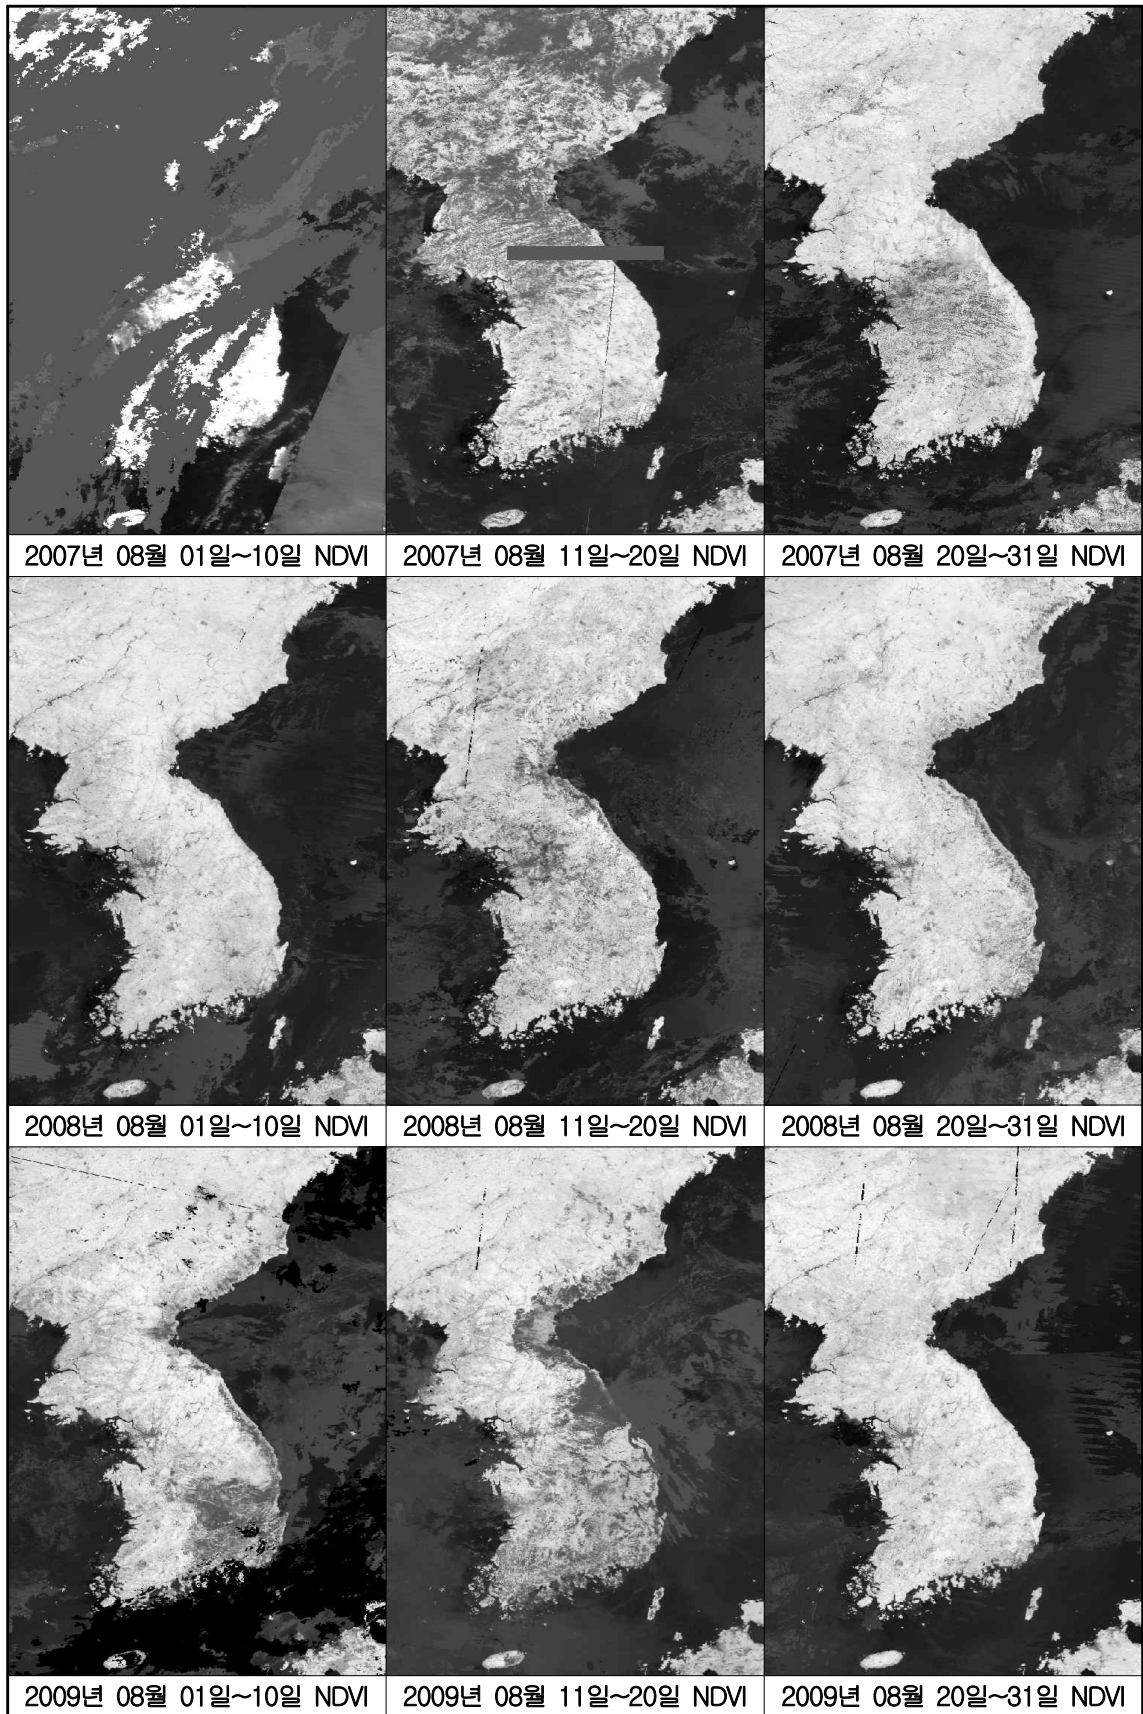 2007년 08월 01일~10일 NDVI
2007년 08월 11일~20일 NDVI
2007년 08월 20일~31일 NDVI
2008년 08월 01일~10일 NDVI
2008년 08월 11일~20일 NDVI
2008년 08월 20일~31일 NDVI
2009년 08월 01일~10일 NDVI
2009년 08월 11일~20일 NDVI
2009년 08월 20일~31일 NDVI